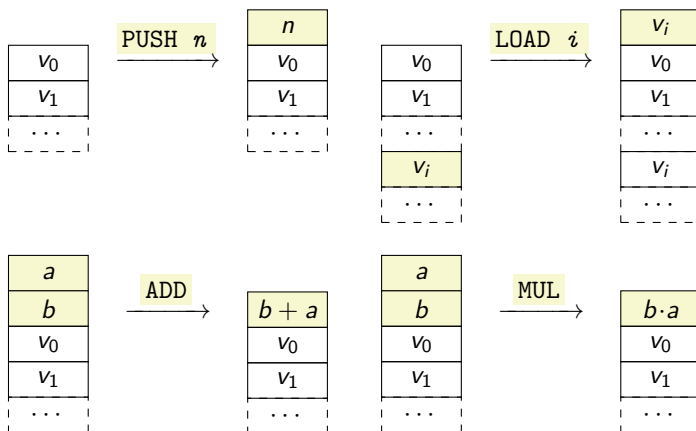 PUSH n
v₀
v₁
···
n
v₀
v₁
···
LOAD i
v₀
v₁
···
vᵢ
···
vᵢ
v₀
v₁
···
vᵢ
···
ADD
a
b
v₀
v₁
···
b + a
v₀
v₁
···
MUL
a
b
v₀
v₁
···
b·a
v₀
v₁
···